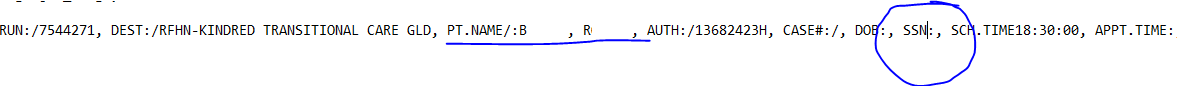 RUN:/7544271, DEST:/RFHN-KINDRED TRANSITIONAL CARE GLD, PT.NAME/:B , R , AUTH:/13682423H, CASE#:/, DOB:, SSN:, SCH.TIME18:30:00, APPT.TIME: